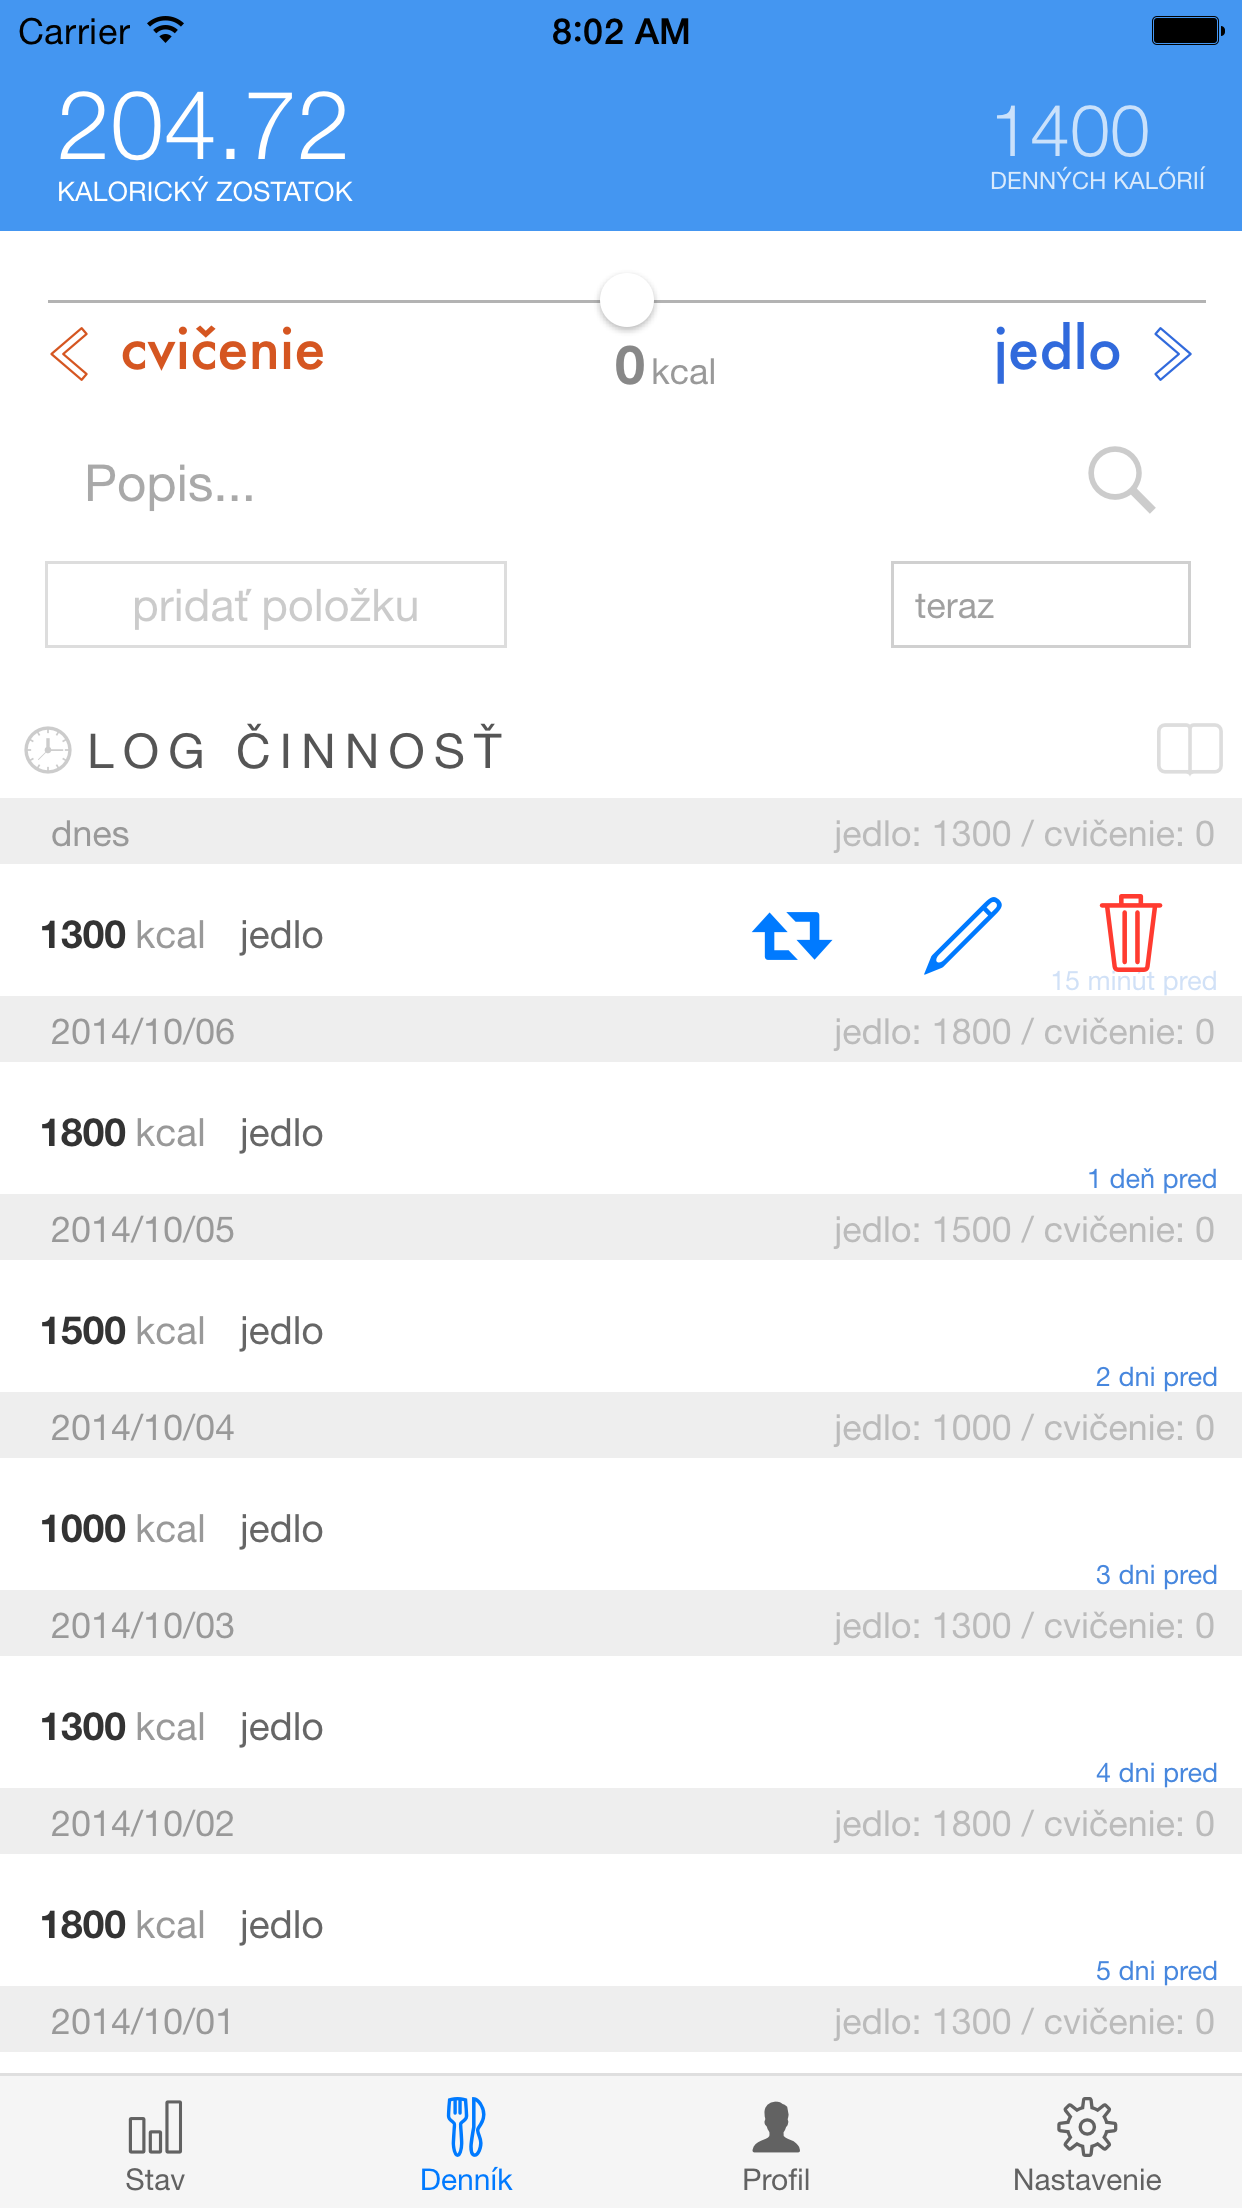 Carrier 8:02 AM
204.72
KALORICKÝ ZOSTATOK
1400
DENNÝCH KALÓRIÍ
cvičenie
0 kcal
jedlo
Popis...
pridať položku
teraz
LOG ČINNOSŤ
dnes jedlo: 1300 / cvičenie: 0
1300 kcal jedlo
15 minút pred
2014/10/06 jedlo: 1800 / cvičenie: 0
1800 kcal jedlo
1 deň pred
2014/10/05 jedlo: 1500 / cvičenie: 0
1500 kcal jedlo
2 dni pred
2014/10/04 jedlo: 1000 / cvičenie: 0
1000 kcal jedlo
3 dni pred
2014/10/03 jedlo: 1300 / cvičenie: 0
1300 kcal jedlo
4 dni pred
2014/10/02 jedlo: 1800 / cvičenie: 0
1800 kcal jedlo
5 dni pred
2014/10/01 jedlo: 1300 / cvičenie: 0
Stav Denník Profil Nastavenie